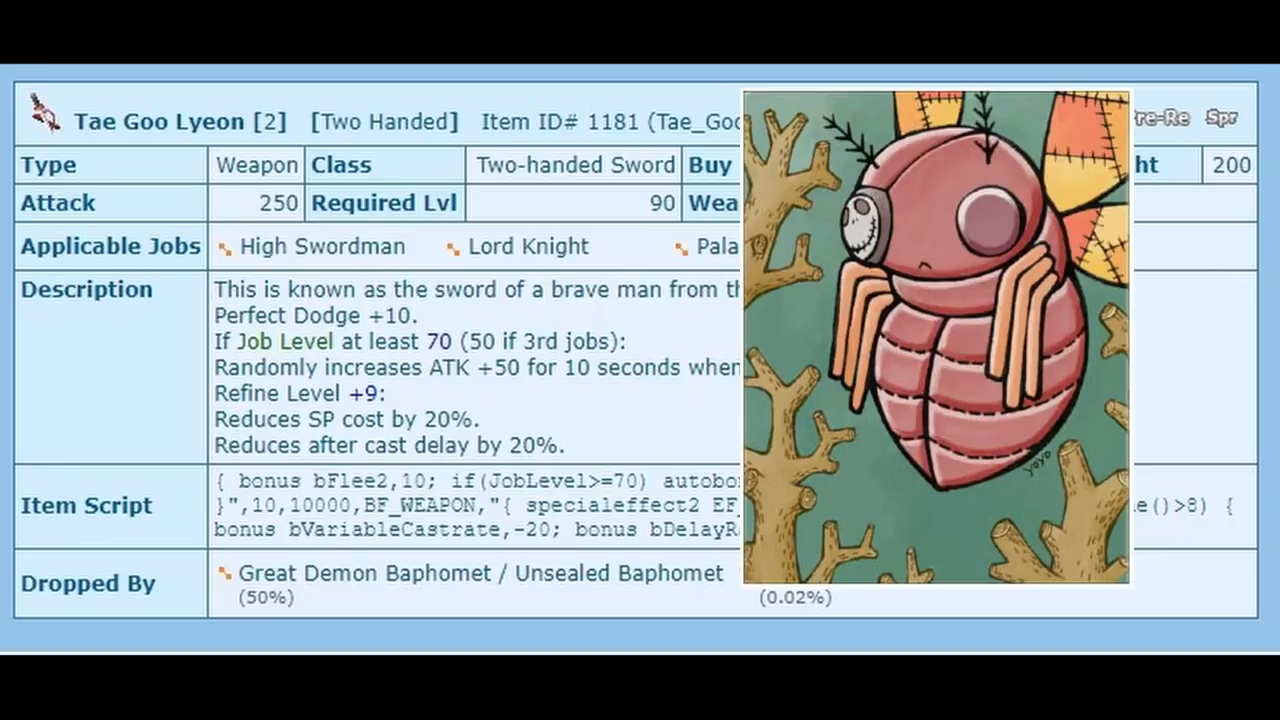 Tae Goo Lyeon [2] [Two Handed] Item ID# 1181 (Tae_Goo Pre-Re Spr
Type Weapon Class Two-handed Sword Buy ht 200
Attack 250 Required Lvl 90 Wea
Applicable Jobs High Swordman Lord Knight Pala
Description This is known as the sword of a brave man from th
Perfect Dodge +10.
If Job Level at least 70 (50 if 3rd jobs):
Randomly increases ATK +50 for 10 seconds when
Refine Level +9:
Reduces SP cost by 20%.
Reduces after cast delay by 20%.
yoyo
Item Script { bonus bFlee2,10; if(JobLevel>=70) autobon
}",10,10000,BF_WEAPON,"{ specialeffect2 EF_ e()>8) {
bonus bVariableCastrate,-20; bonus bDelayRa
Dropped By Great Demon Baphomet / Unsealed Baphomet
(50%) (0.02%)